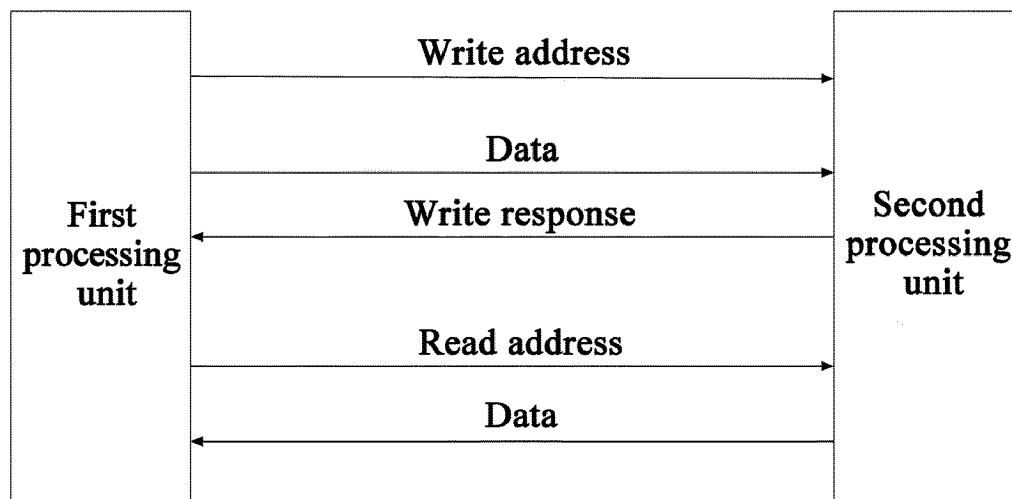 Write address
Data
Write response
First
processing
unit
Second
processing
unit
Read address
Data